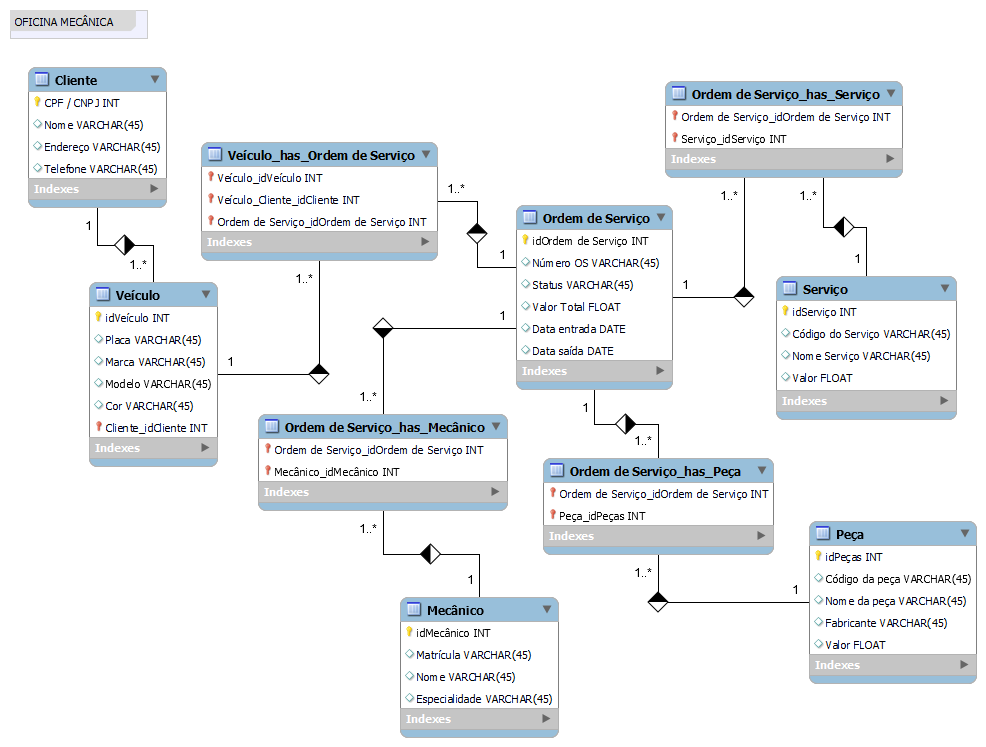 OFICINA MECÂNICA
Cliente
CPF / CNPJ INT
Nome VARCHAR(45)
Endereço VARCHAR(45)
Telefone VARCHAR(45)
Indexes
1
1..*
Veículo
idVeículo INT
Placa VARCHAR(45)
Marca VARCHAR(45)
Modelo VARCHAR(45)
Cor VARCHAR(45)
Cliente_idCliente INT
Indexes
1
1..*
Veículo_has_Ordem de Serviço
Veículo_idVeículo INT
Veículo_Cliente_idCliente INT
Ordem de Serviço_idOrdem de Serviço INT
Indexes
1..*
1
Ordem de Serviço
idOrdem de Serviço INT
Número OS VARCHAR(45)
Status VARCHAR(45)
Valor Total FLOAT
Data entrada DATE
Data saída DATE
Indexes
1
1..*
Ordem de Serviço_has_Serviço
Ordem de Serviço_idOrdem de Serviço INT
Serviço_idServiço INT
Indexes
1..*
1
Serviço
idServiço INT
Código do Serviço VARCHAR(45)
Nome Serviço VARCHAR(45)
Valor FLOAT
Indexes
1
1..*
Ordem de Serviço_has_Mecânico
Ordem de Serviço_idOrdem de Serviço INT
Mecânico_idMecânico INT
Indexes
1..*
1
Mecânico
idMecânico INT
Matrícula VARCHAR(45)
Nome VARCHAR(45)
Especialidade VARCHAR(45)
Indexes
1
1..*
Ordem de Serviço_has_Peça
Ordem de Serviço_idOrdem de Serviço INT
Peça_idPeças INT
Indexes
1..*
1
Peça
idPeças INT
Código da peça VARCHAR(45)
Nome da peça VARCHAR(45)
Fabricante VARCHAR(45)
Valor FLOAT
Indexes